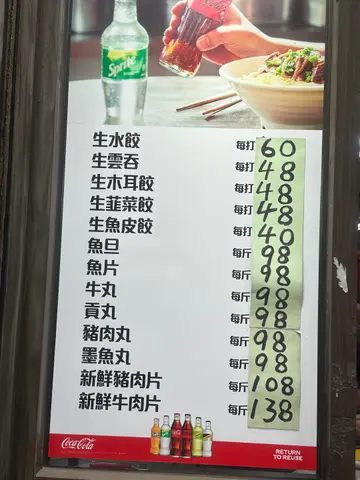 Sprite
生水餃 每打 60
生雲吞 每打 48
生木耳餃 每打 48
生韮菜餃 每打 48
生魚皮餃 每打 40
魚旦 每斤 98
魚片 每斤 98
牛丸 每斤 98
貢丸 每斤 98
豬肉丸 每斤 98
墨魚丸 每斤 98
新鮮豬肉片 每斤 108
新鮮牛肉片 每斤 138
Coca-Cola
RETURN
TO REUSE